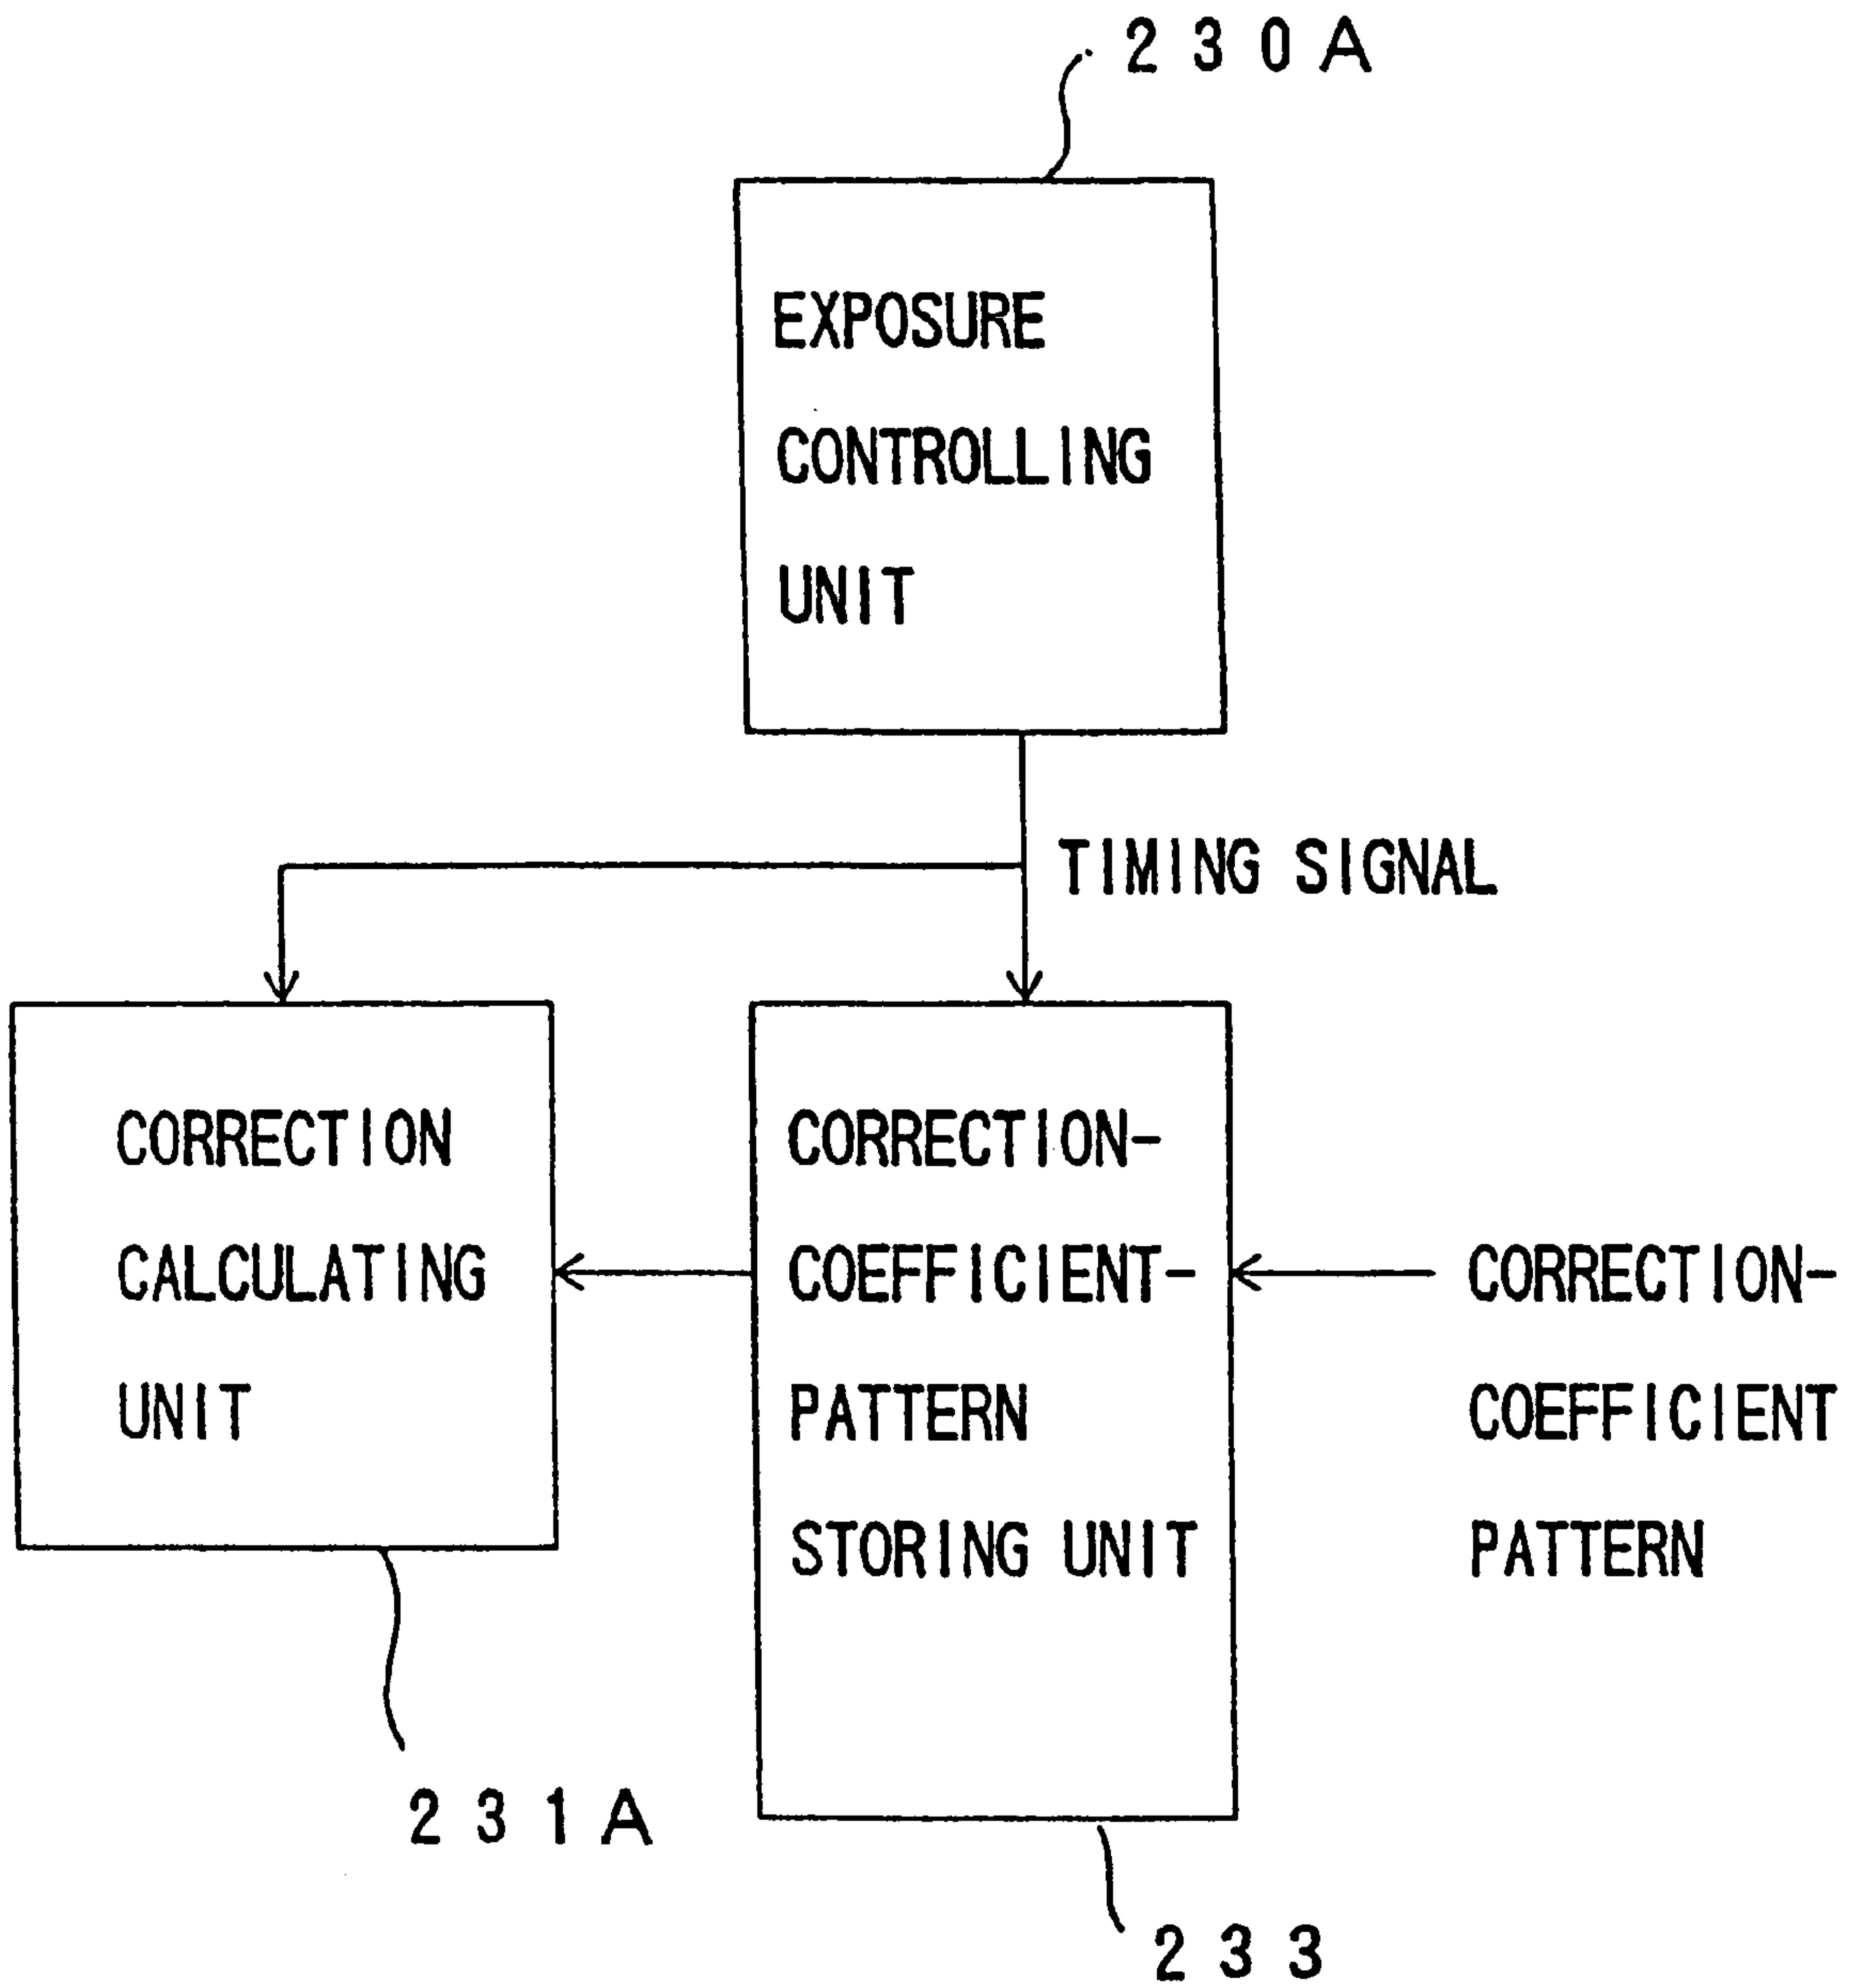 230A
EXPOSURE
CONTROLLING
UNIT
TIMING SIGNAL
CORRECTION
CALCULATING
UNIT
CORRECTION-
COEFFICIENT-
PATTERN
STORING UNIT
CORRECTION-
COEFFICIENT
PATTERN
231A
233